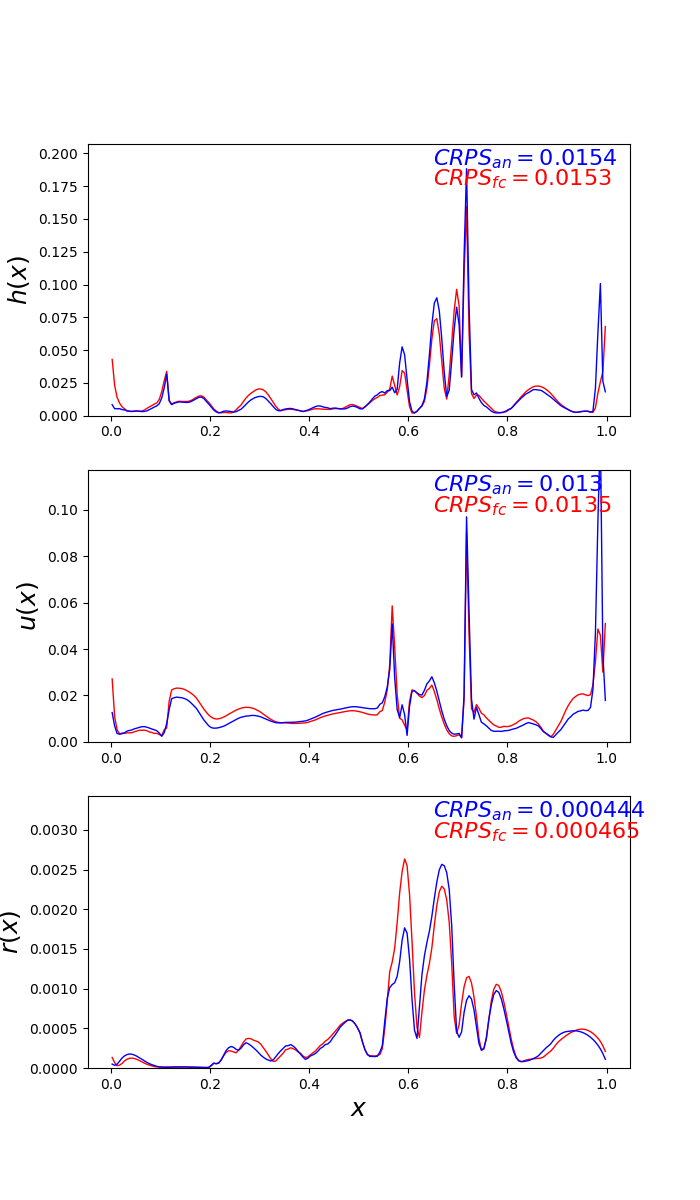 CRPS_an = 0.0154
CRPS_fc = 0.0153
h(x)
0.200
0.175
0.150
0.125
0.100
0.075
0.050
0.025
0.000
0.0 0.2 0.4 0.6 0.8 1.0
CRPS_an = 0.013
CRPS_fc = 0.0135
u(x)
0.10
0.08
0.06
0.04
0.02
0.00
0.0 0.2 0.4 0.6 0.8 1.0
CRPS_an = 0.000444
CRPS_fc = 0.000465
r(x)
0.0030
0.0025
0.0020
0.0015
0.0010
0.0005
0.0000
0.0 0.2 0.4 0.6 0.8 1.0
x